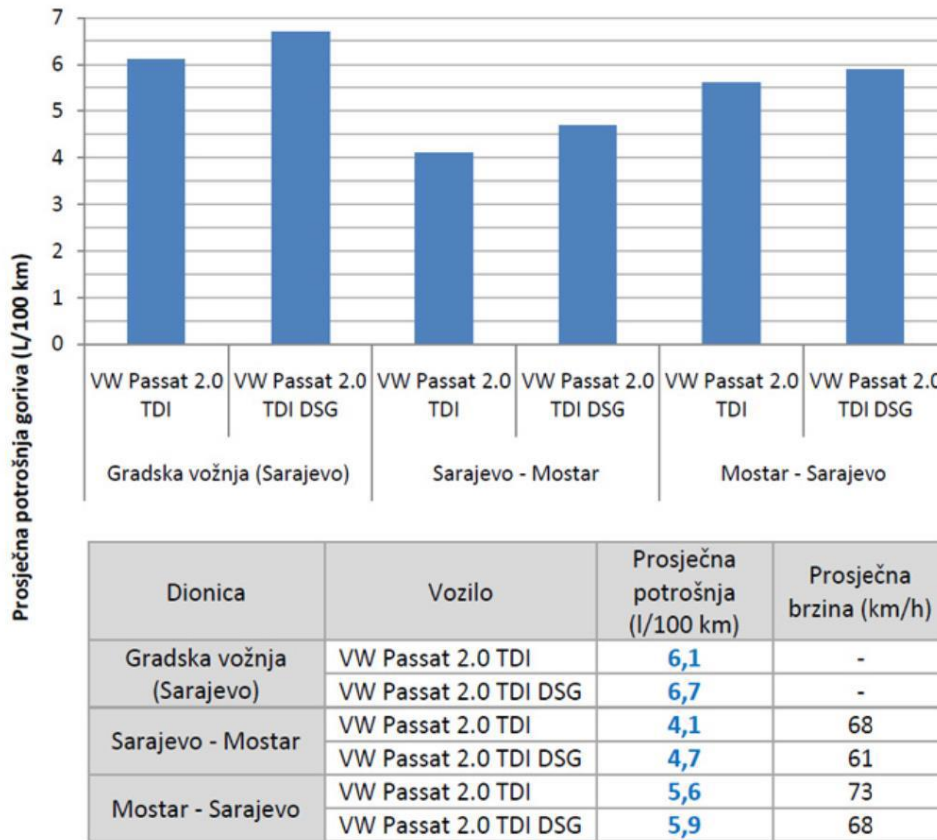 Prosječna potrošnja goriva (L/100 km)
7
6
5
4
3
2
1
0
VW Passat 2.0 TDI
VW Passat 2.0 TDI DSG
VW Passat 2.0 TDI
VW Passat 2.0 TDI DSG
VW Passat 2.0 TDI
VW Passat 2.0 TDI DSG
Gradska vožnja (Sarajevo)
Sarajevo - Mostar
Mostar - Sarajevo
Dionica
Vozilo
Prosječna potrošnja (l/100 km)
Prosječna brzina (km/h)
Gradska vožnja (Sarajevo)
VW Passat 2.0 TDI
6,1
-
VW Passat 2.0 TDI DSG
6,7
-
Sarajevo - Mostar
VW Passat 2.0 TDI
4,1
68
VW Passat 2.0 TDI DSG
4,7
61
Mostar - Sarajevo
VW Passat 2.0 TDI
5,6
73
VW Passat 2.0 TDI DSG
5,9
68